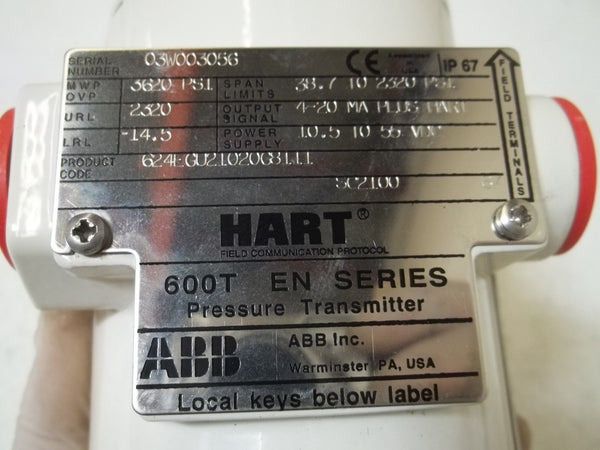 SERIAL NUMBER 03W003056 CE IP 67
MWP OVP 3620 PSI SPAN LIMITS 38.7 TO 2320 PSI
URL 2320 OUTPUT SIGNAL 4-20 MA PLUS HART
LRL -14.5 POWER SUPPLY 10.5 TO 55 VDC
PRODUCT CODE
SC2100
FIELD TERMINALS
HART®
FIELD COMMUNICATION PROTOCOL
600T EN SERIES
Pressure Transmitter
ABB ABB Inc.
Warminster PA, USA
Local keys below label